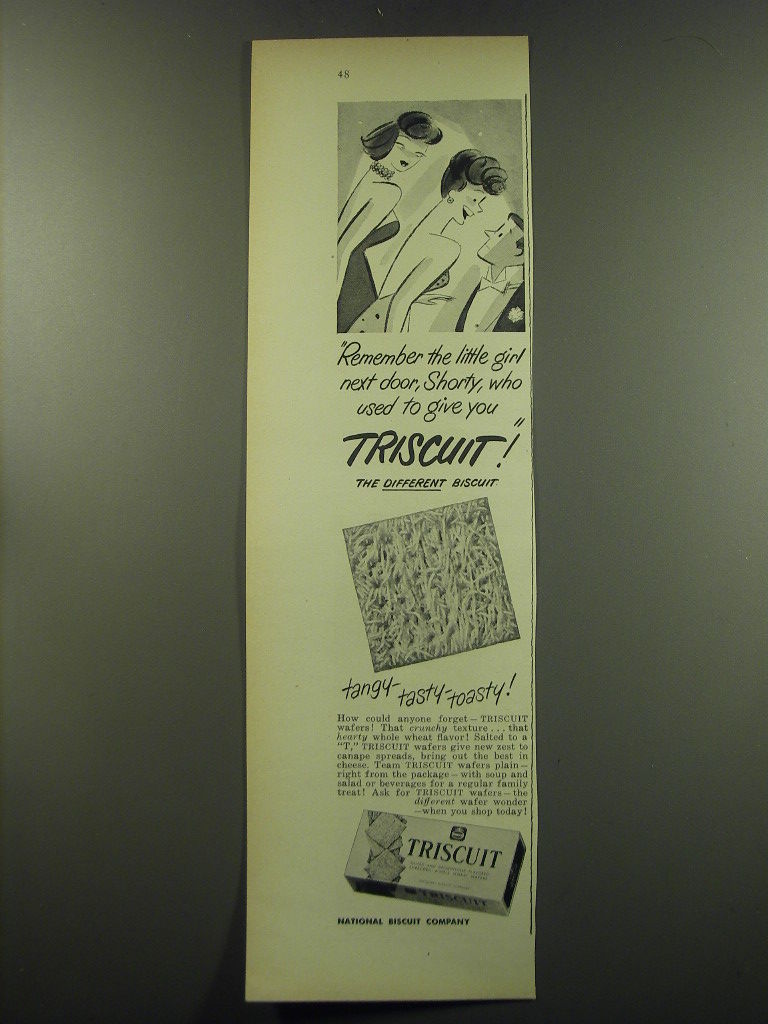 48
"Remember the little girl
next door, Shorty, who
used to give you
TRISCUIT!"
THE DIFFERENT BISCUIT
tangy-tasty-toasty!
How could anyone forget — TRISCUIT
wafers! That crunchy texture . . . that
hearty whole wheat flavor! Salted to a
"T," TRISCUIT wafers give new zest to
canape spreads, bring out the best in
cheese. Team TRISCUIT wafers plain —
right from the package — with soup and
salad or beverages for a regular family
treat! Ask for TRISCUIT wafers — the
different wafer wonder
— when you shop today!
TRISCUIT
TRISCUIT
NATIONAL BISCUIT COMPANY